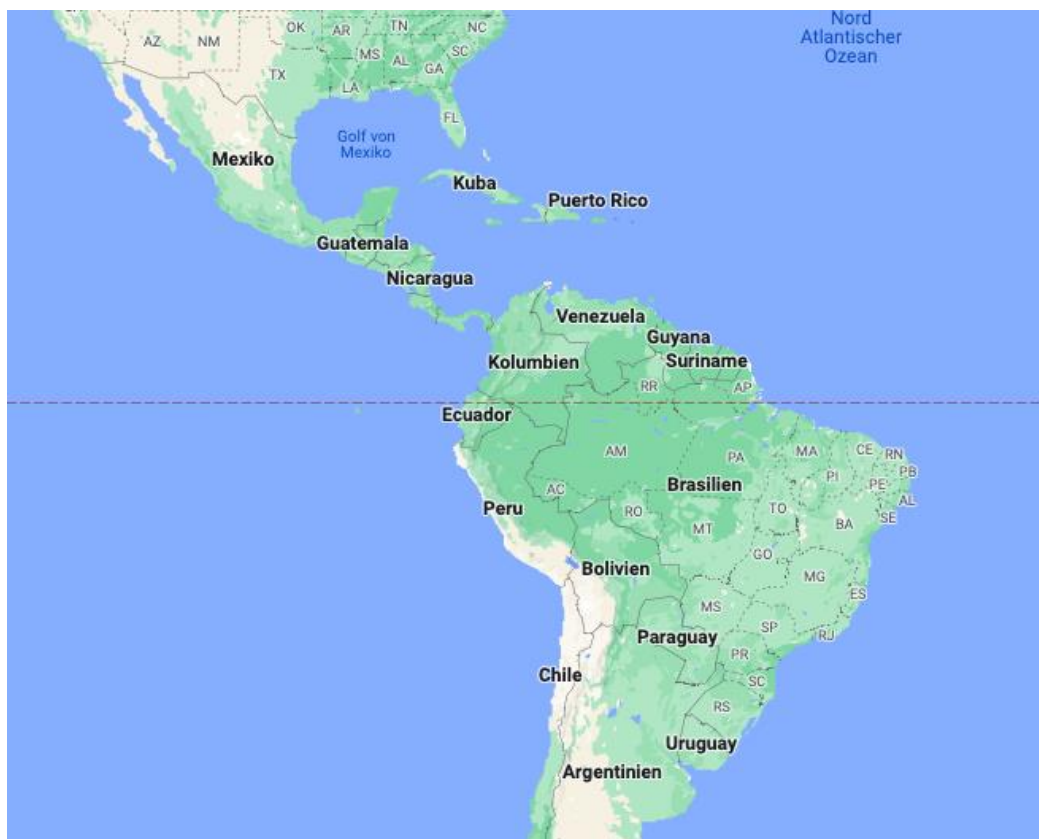 Nord
Atlantischer
Ozean
OK
AR
TN
NC
AZ
NM
MS
AL
GA
SC
TX
LA
FL
Golf von
Mexiko
Mexiko
Kuba
Puerto Rico
Guatemala
Nicaragua
Venezuela
Guyana
Kolumbien
Suriname
RR
AP
Ecuador
AM
PA
MA
CE
RN
PB
PI
PE
AL
AC
Brasilien
Peru
RO
MT
TO
BA
SE
GO
Bolivien
MG
ES
MS
SP
RJ
Paraguay
PR
Chile
SC
RS
Uruguay
Argentinien